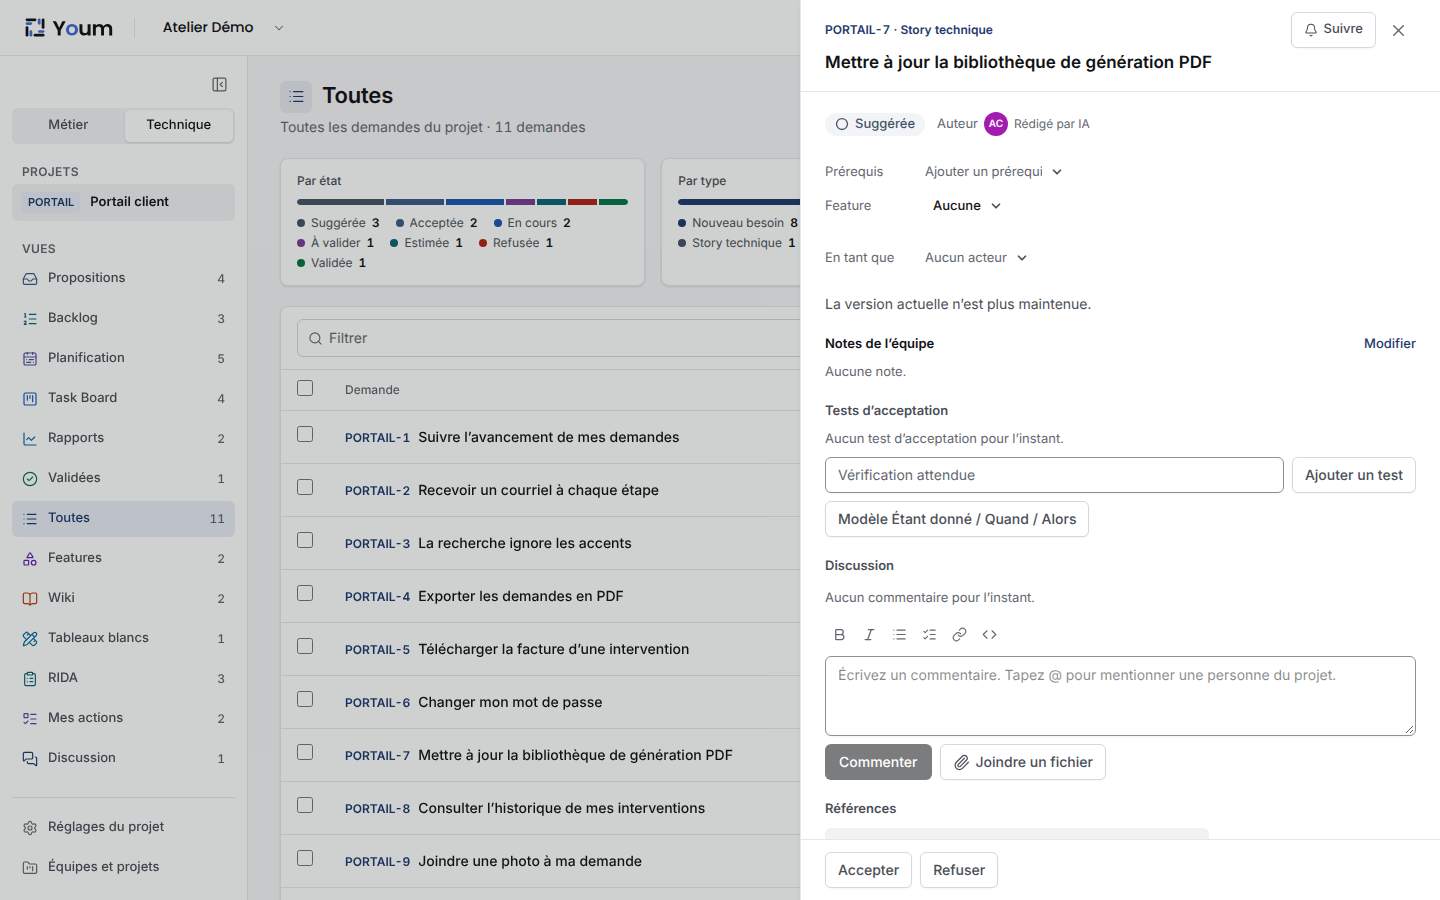 Youm
Atelier Démo
Métier
Technique
PROJETS
PORTAIL Portail client
VUES
Propositions 4
Backlog 3
Planification 5
Task Board 4
Rapports 2
Validées 1
Toutes 11
Features 2
Wiki 2
Tableaux blancs 1
RIDA 3
Mes actions 2
Discussion 1
Réglages du projet
Équipes et projets
Toutes
Toutes les demandes du projet · 11 demandes
Par état
Suggérée 3 Acceptée 2 En cours 2
À valider 1 Estimée 1 Refusée 1
Validée 1
Par type
Nouveau besoin 8
Story technique 1
Filtrer
Demande
PORTAIL-1 Suivre l’avancement de mes demandes
PORTAIL-2 Recevoir un courriel à chaque étape
PORTAIL-3 La recherche ignore les accents
PORTAIL-4 Exporter les demandes en PDF
PORTAIL-5 Télécharger la facture d’une intervention
PORTAIL-6 Changer mon mot de passe
PORTAIL-7 Mettre à jour la bibliothèque de génération PDF
PORTAIL-8 Consulter l’historique de mes interventions
PORTAIL-9 Joindre une photo à ma demande
PORTAIL-7 · Story technique
Suivre
Mettre à jour la bibliothèque de génération PDF
Suggérée Auteur AC Rédigé par IA
Prérequis Ajouter un prérequi
Feature Aucune
En tant que Aucun acteur
La version actuelle n’est plus maintenue.
Notes de l’équipe Modifier
Aucune note.
Tests d’acceptation
Aucun test d’acceptation pour l’instant.
Vérification attendue Ajouter un test
Modèle Étant donné / Quand / Alors
Discussion
Aucun commentaire pour l’instant.
Écrivez un commentaire. Tapez @ pour mentionner une personne du projet.
Commenter Joindre un fichier
Références
Accepter Refuser